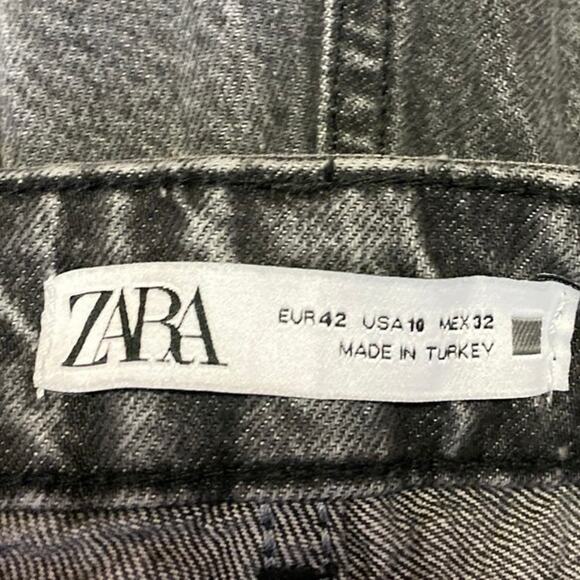 ZARA
EUR 42 USA 10 MEX 32
MADE IN TURKEY